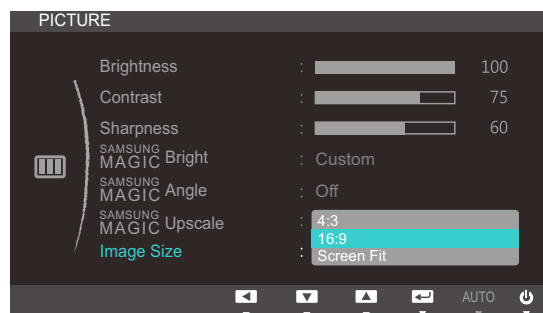 PICTURE
Brightness : 100
Contrast : 75
Sharpness : 60
SAMSUNG MAGIC Bright : Custom
SAMSUNG MAGIC Angle : Off
SAMSUNG MAGIC Upscale : 4:3
16:9
Image Size : Screen Fit
AUTO